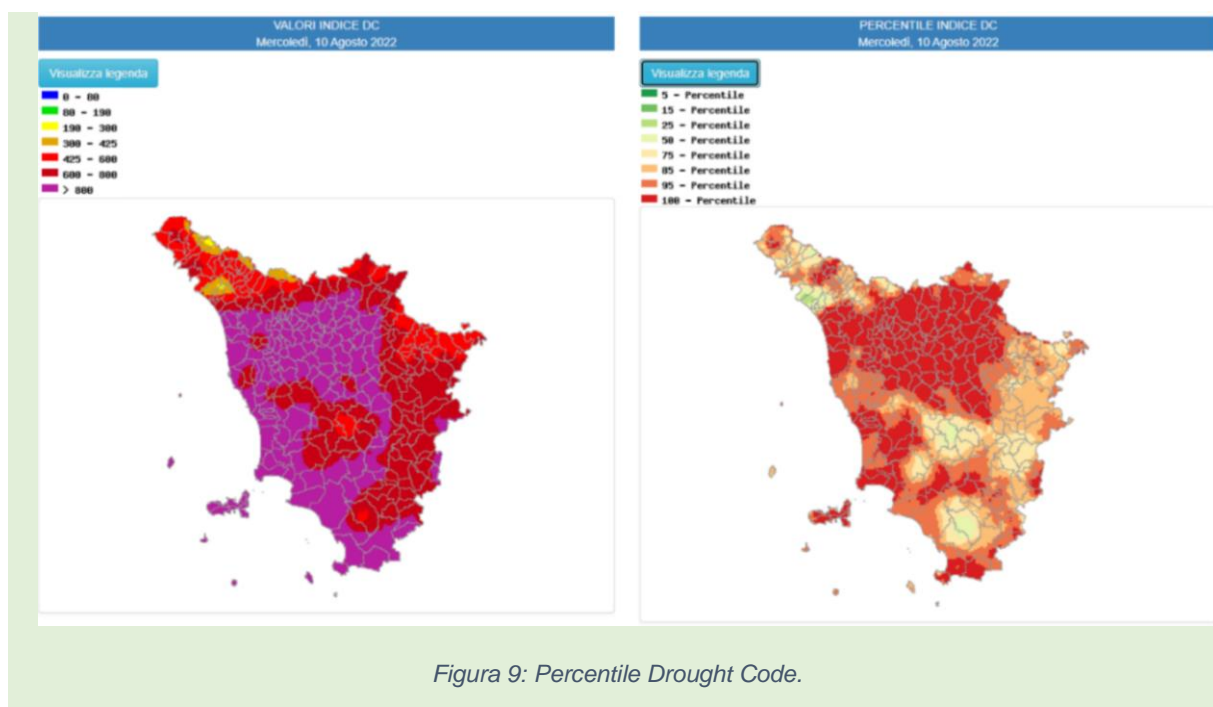 VALORI INDICE DC
Mercoledì, 10 Agosto 2022
Visualizza legenda
0 - 80
80 - 190
190 - 300
300 - 425
425 - 600
600 - 800
> 800
PERCENTILE INDICE DC
Mercoledì, 10 Agosto 2022
Visualizza legenda
5 - Percentile
15 - Percentile
25 - Percentile
50 - Percentile
75 - Percentile
85 - Percentile
95 - Percentile
100 - Percentile
Figura 9: Percentile Drought Code.